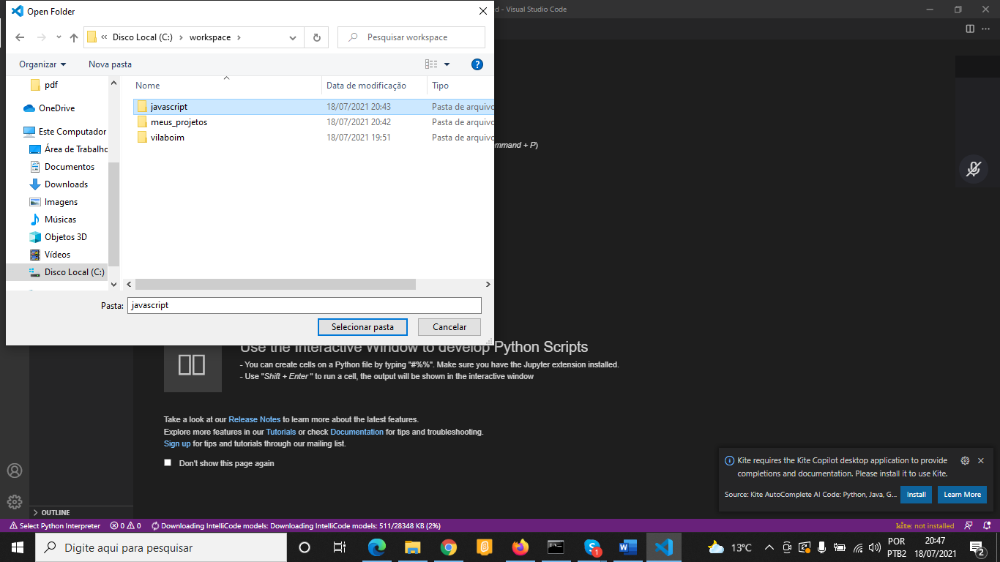 Open Folder
d - Visual Studio Code
« Disco Local (C:) > workspace >
Pesquisar workspace
Organizar
Nova pasta
Nome
Data de modificação
Tipo
pdf
OneDrive
Este Computador
Área de Trabalho
Documentos
Downloads
Imagens
Músicas
Objetos 3D
Vídeos
Disco Local (C:)
javascript 18/07/2021 20:43 Pasta de arquivo
meus_projetos 18/07/2021 20:42 Pasta de arquivo
vilaboim 18/07/2021 19:51 Pasta de arquivo
mmand + P)
Pasta: javascript
Selecionar pasta
Cancelar
Use the Interactive Window to develop Python Scripts
- You can create cells on a Python file by typing "#%%". Make sure you have the Jupyter extension installed.
- Use "Shift + Enter " to run a cell, the output will be shown in the interactive window
Take a look at our Release Notes to learn more about the latest features.
Explore more features in our Tutorials or check Documentation for tips and troubleshooting.
Sign up for tips and tutorials through our mailing list.
Don't show this page again
Kite requires the Kite Copilot desktop application to provide
completions and documentation. Please install it to use Kite.
Source: Kite AutoComplete AI Code: Python, Java, G...
Install
Learn More
OUTLINE
Select Python Interpreter
0
0
Downloading IntelliCode models: Downloading IntelliCode models: 511/28348 KB (2%)
kite: not installed
Digite aqui para pesquisar
1
13°C
POR
PTB2
20:47
18/07/2021
2